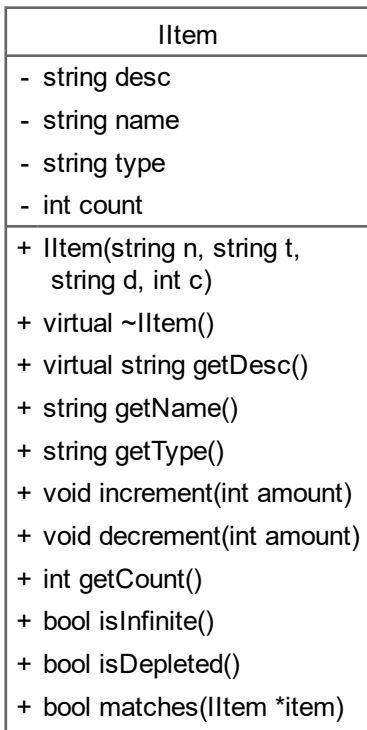 IItem
- string desc
- string name
- string type
- int count
+ IItem(string n, string t,
string d, int c)
+ virtual ~IItem()
+ virtual string getDesc()
+ string getName()
+ string getType()
+ void increment(int amount)
+ void decrement(int amount)
+ int getCount()
+ bool isInfinite()
+ bool isDepleted()
+ bool matches(IItem *item)